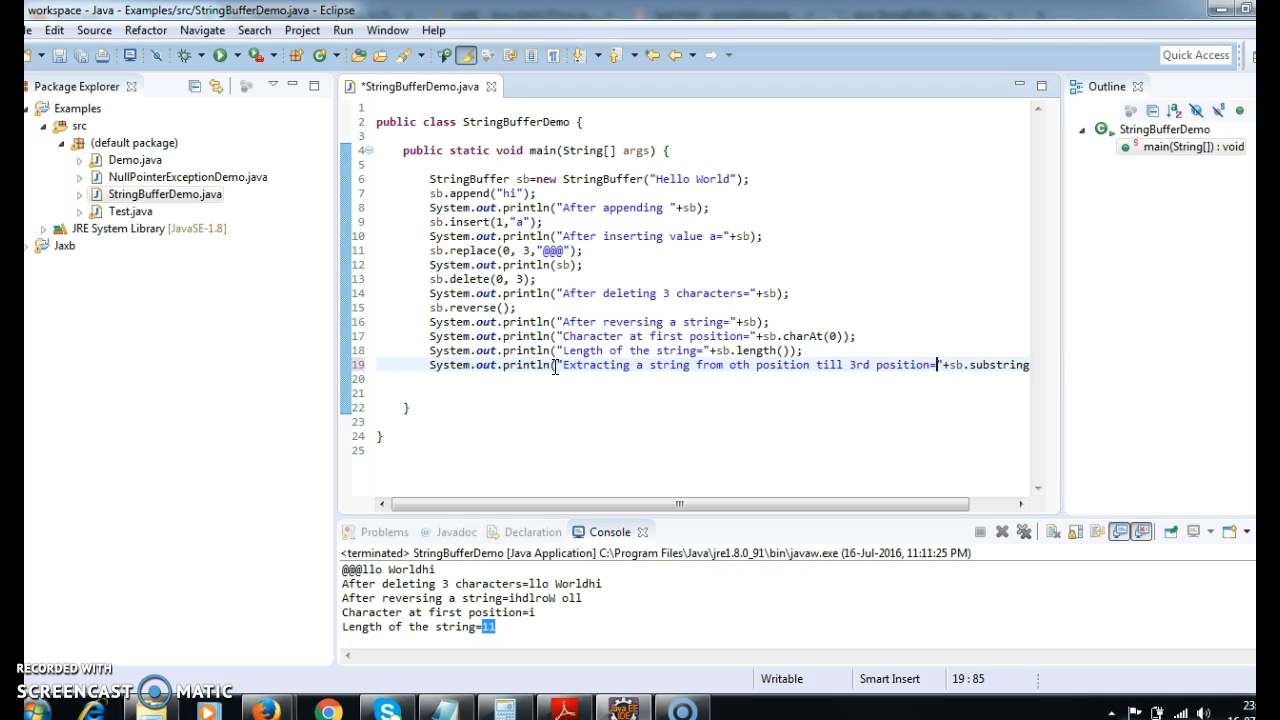 workspace - Java - Examples/src/StringBufferDemo.java - Eclipse
Edit Source Refactor Navigate Search Project Run Window Help
Quick Access
Package Explorer
Examples
src
(default package)
Demo.java
NullPointerExceptionDemo.java
StringBufferDemo.java
Test.java
JRE System Library [JavaSE-1.8]
Jaxb
*StringBufferDemo.java
1
2 public class StringBufferDemo {
3
4 public static void main(String[] args) {
5
6 StringBuffer sb=new StringBuffer("Hello World");
7 sb.append("hi");
8 System.out.println("After appending "+sb);
9 sb.insert(1,"a");
10 System.out.println("After inserting value a="+sb);
11 sb.replace(0, 3,"@@@");
12 System.out.println(sb);
13 sb.delete(0, 3);
14 System.out.println("After deleting 3 characters="+sb);
15 sb.reverse();
16 System.out.println("After reversing a string="+sb);
17 System.out.println("Character at first position="+sb.charAt(0));
18 System.out.println("Length of the string="+sb.length());
19 System.out.println("Extracting a string from oth position till 3rd position="+sb.substring
20
21
22 }
23
24 }
25
Outline
StringBufferDemo
main(String[]) : void
Problems Javadoc Declaration Console
<terminated> StringBufferDemo [Java Application] C:\Program Files\Java\jre1.8.0_91\bin\javaw.exe (16-Jul-2016, 11:11:25 PM)
@@@llo Worldhi
After deleting 3 characters=llo Worldhi
After reversing a string=ihdlroW oll
Character at first position=i
Length of the string=11
Writable Smart Insert 19 : 85
RECORDED WITH
SCREENCAST MATIC